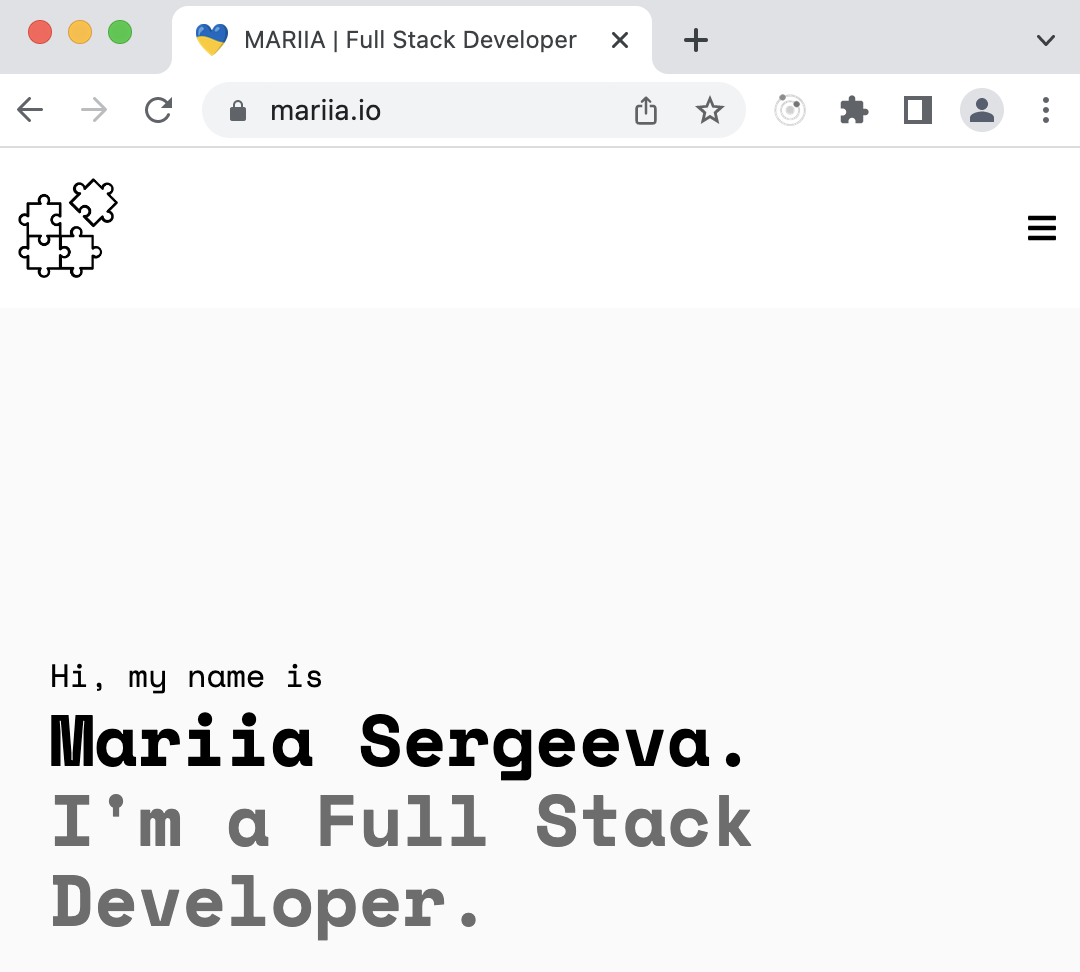 MARIIA | Full Stack Developer
mariia.io
Hi, my name is
Mariia Sergeeva.
I'm a Full Stack
Developer.